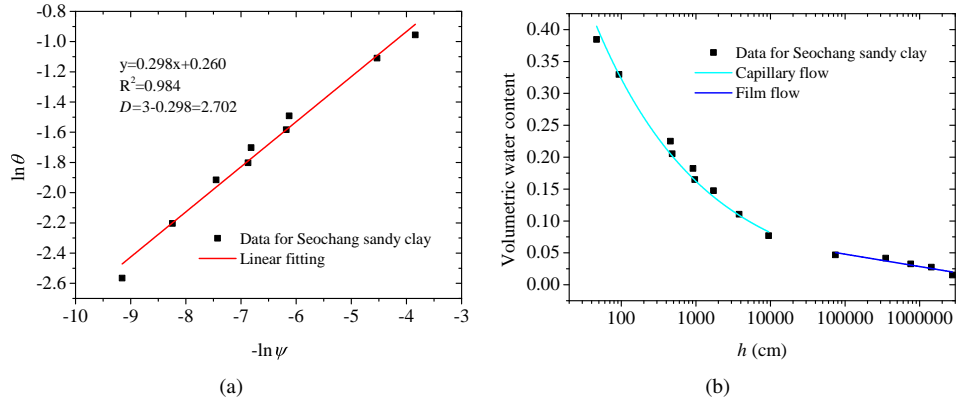 -0.8
-1.0
-1.2
-1.4
-1.6
-1.8
-2.0
-2.2
-2.4
-2.6
lnθ
y=0.298x+0.260
R²=0.984
D=3-0.298=2.702
Data for Seochang sandy clay
Linear fitting
-10 -9 -8 -7 -6 -5 -4 -3
-lnψ
(a)
0.40
0.35
0.30
0.25
0.20
0.15
0.10
0.05
0.00
Volumetric water content
Data for Seochang sandy clay
Capillary flow
Film flow
100 1000 10000 100000 1000000
h (cm)
(b)